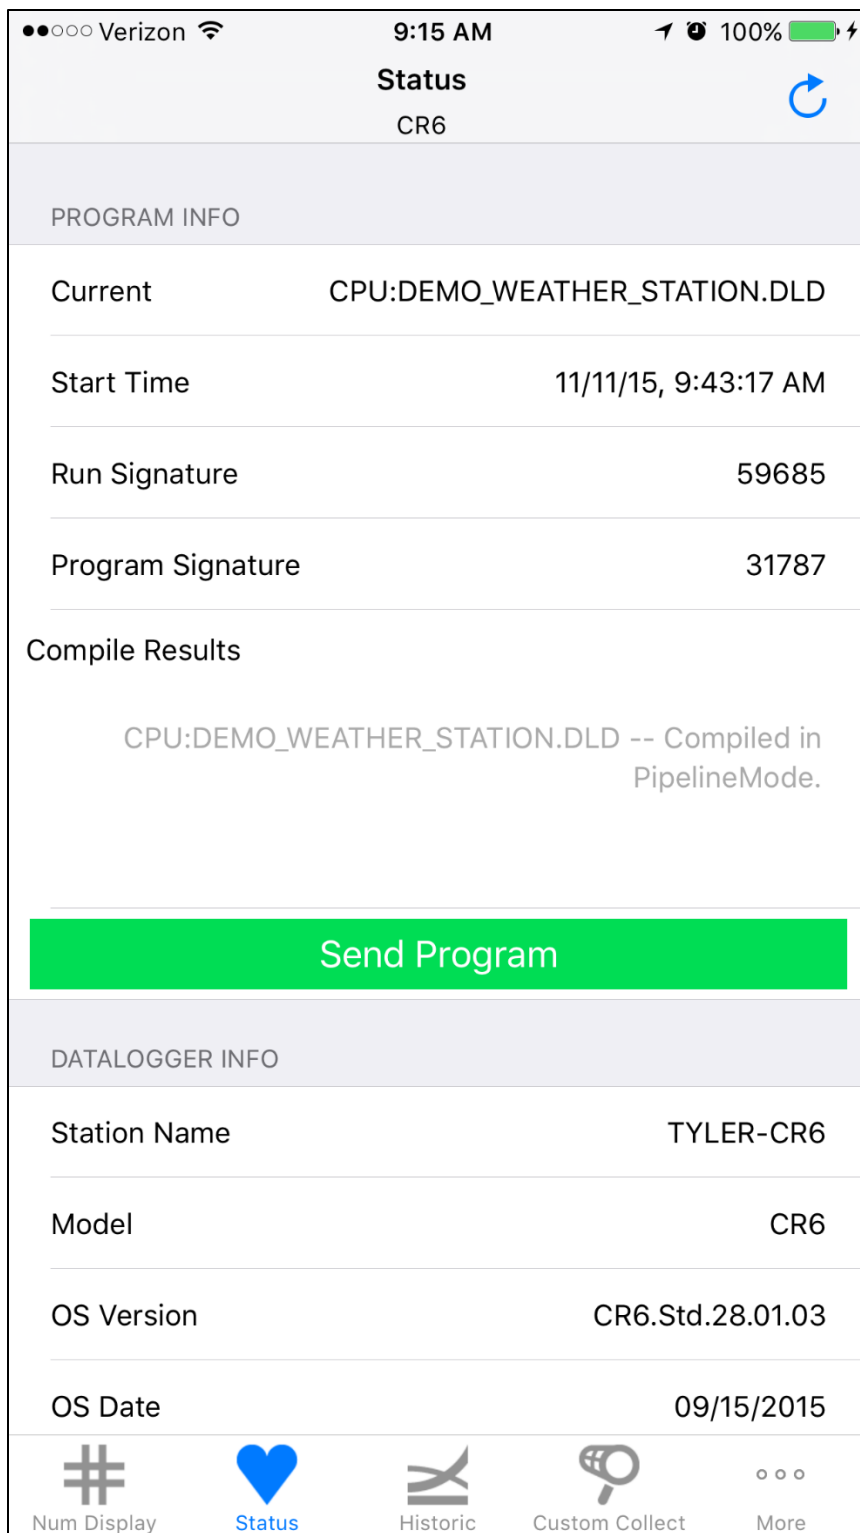 Verizon 9:15 AM 100%
Status
CR6
PROGRAM INFO
Current CPU:DEMO_WEATHER_STATION.DLD
Start Time 11/11/15, 9:43:17 AM
Run Signature 59685
Program Signature 31787
Compile Results
CPU:DEMO_WEATHER_STATION.DLD -- Compiled in
PipelineMode.
Send Program
DATALOGGER INFO
Station Name TYLER-CR6
Model CR6
OS Version CR6.Std.28.01.03
OS Date 09/15/2015
Num Display Status Historic Custom Collect More